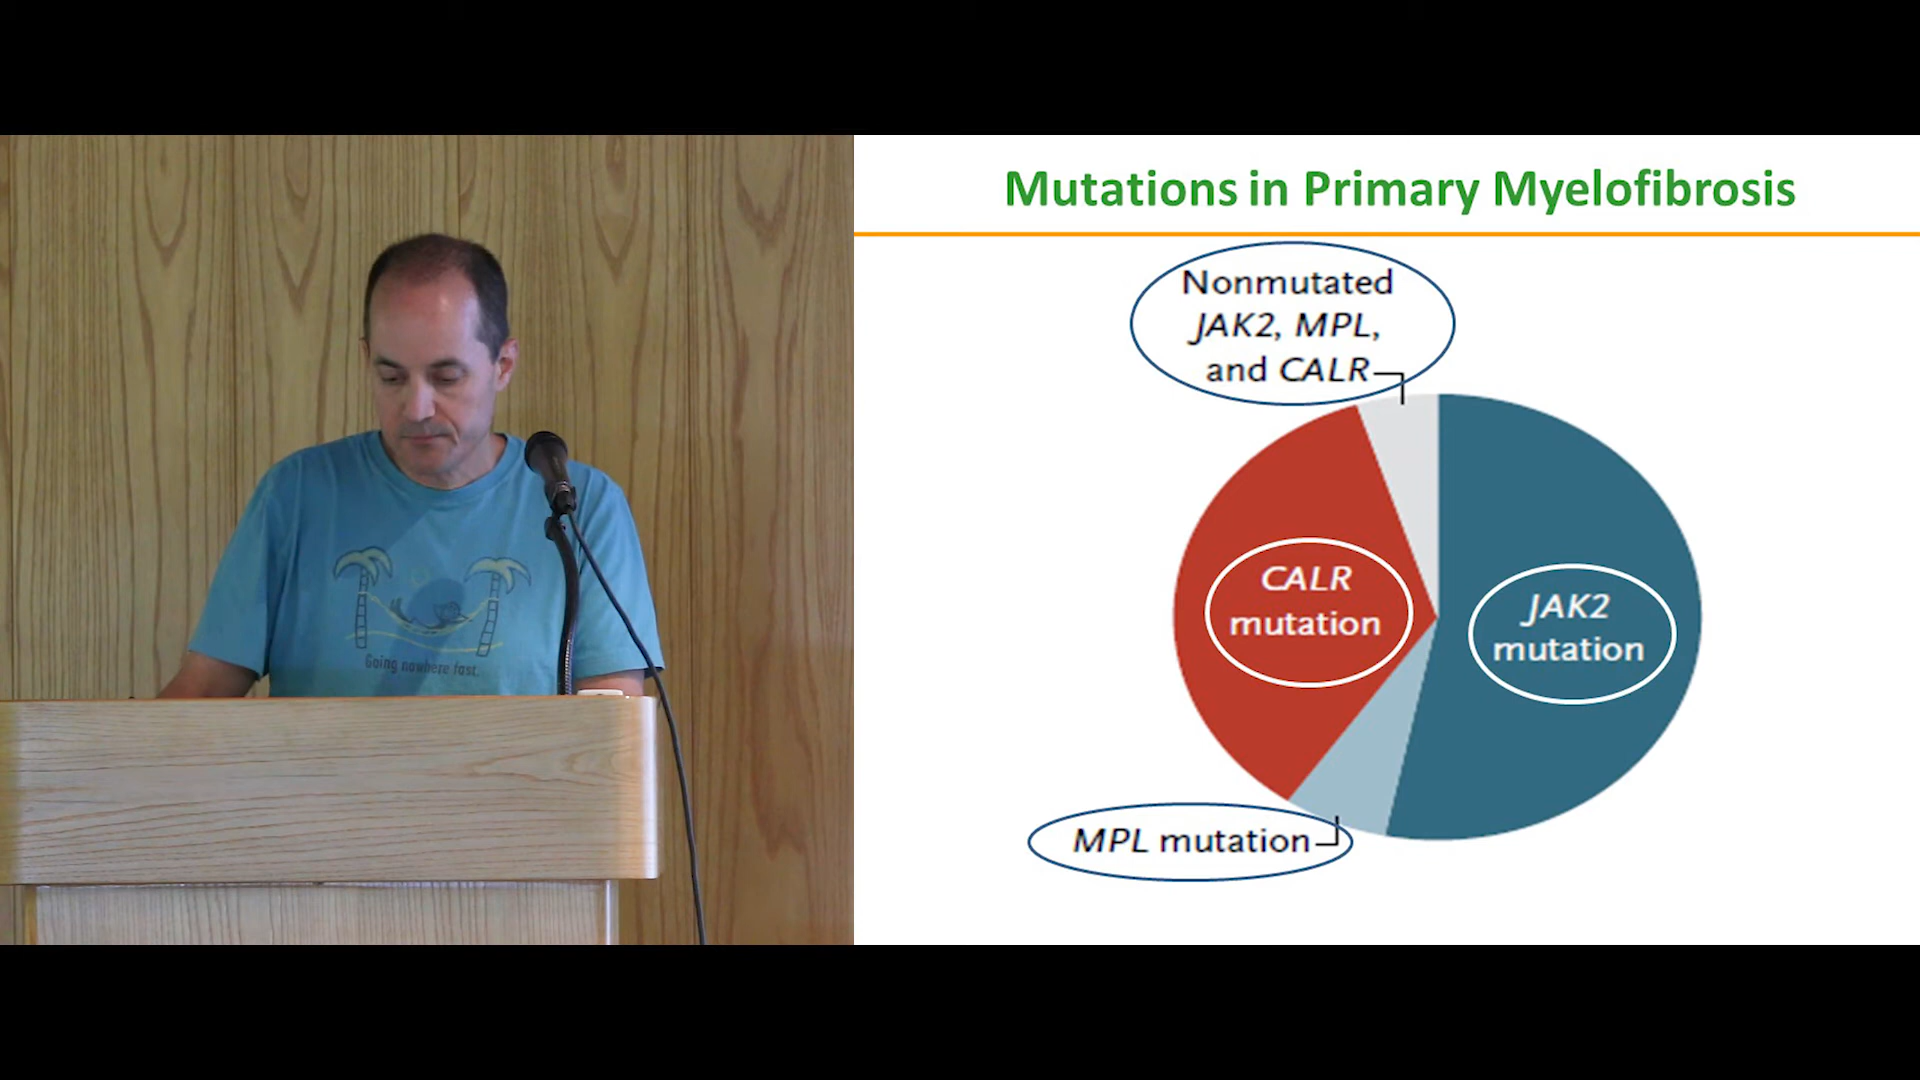 Mutations in Primary Myelofibrosis
Nonmutated
JAK2, MPL,
and CALR
CALR
mutation
JAK2
mutation
MPL mutation
Going nowhere fast.